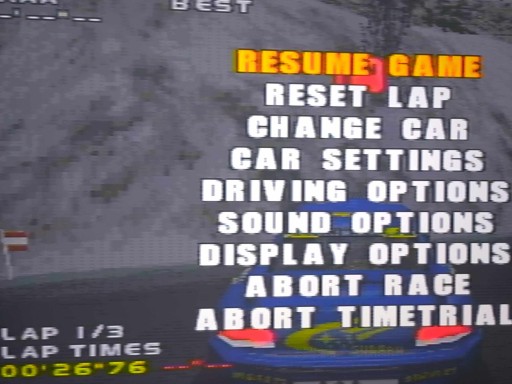 BEST
RESUME GAME
RESET LAP
CHANGE CAR
CAR SETTINGS
DRIVING OPTIONS
SOUND OPTIONS
DISPLAY OPTIONS
ABORT RACE
ABORT TIMETRIAL
LAP 1/3
LAP TIMES
00'26"76
SUBARU